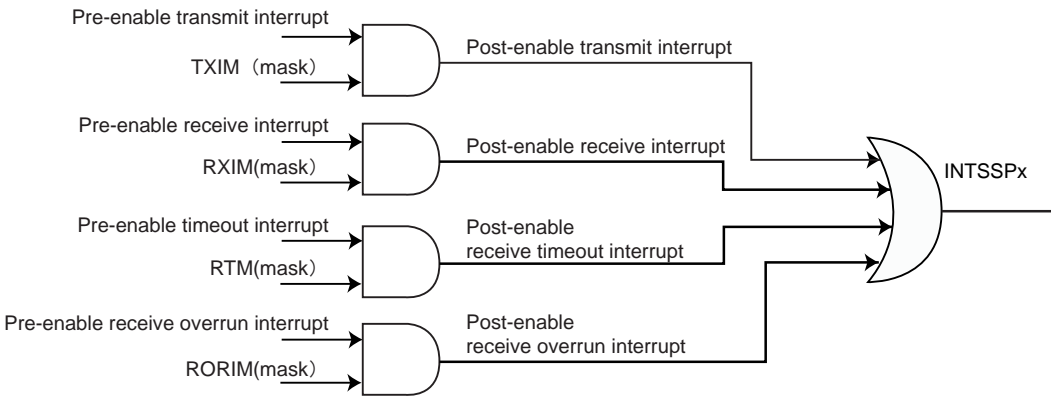 Pre-enable transmit interrupt
TXIM（mask）
Post-enable transmit interrupt
Pre-enable receive interrupt
RXIM(mask）
Post-enable receive interrupt
INTSSPx
Pre-enable timeout interrupt
RTM(mask）
Post-enable
receive timeout interrupt
Pre-enable receive overrun interrupt
RORIM(mask）
Post-enable
receive overrun interrupt